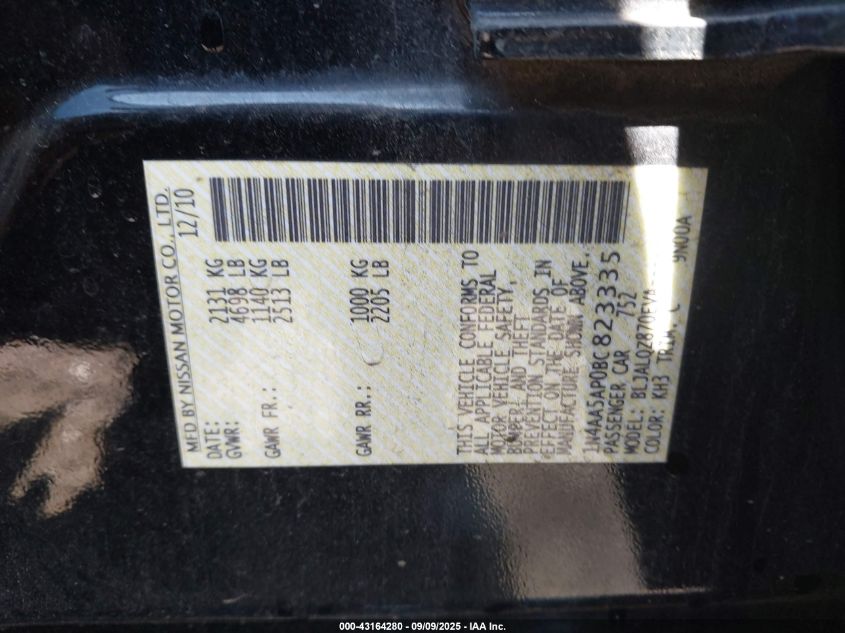 MFD BY NISSAN MOTOR CO., LTD.
DATE: 12/10
GVWR: 2131 KG
4698 LB
GAWR FR.: 1140 KG
2513 LB
GAWR RR.: 1000 KG
2205 LB
THIS VEHICLE CONFORMS TO
ALL APPLICABLE FEDERAL
MOTOR VEHICLE SAFETY,
AND THEFT
PREVENTION STANDARDS IN
EFFECT ON THE DATE OF
MANUFACTURE SHOWN ABOVE.
1N4AA5AP0BC823335
PASSENGER CAR 752
MODEL:
COLOR: KH3 TRIM: C 9N00A
000-43164280 - 09/09/2025 - IAA Inc.